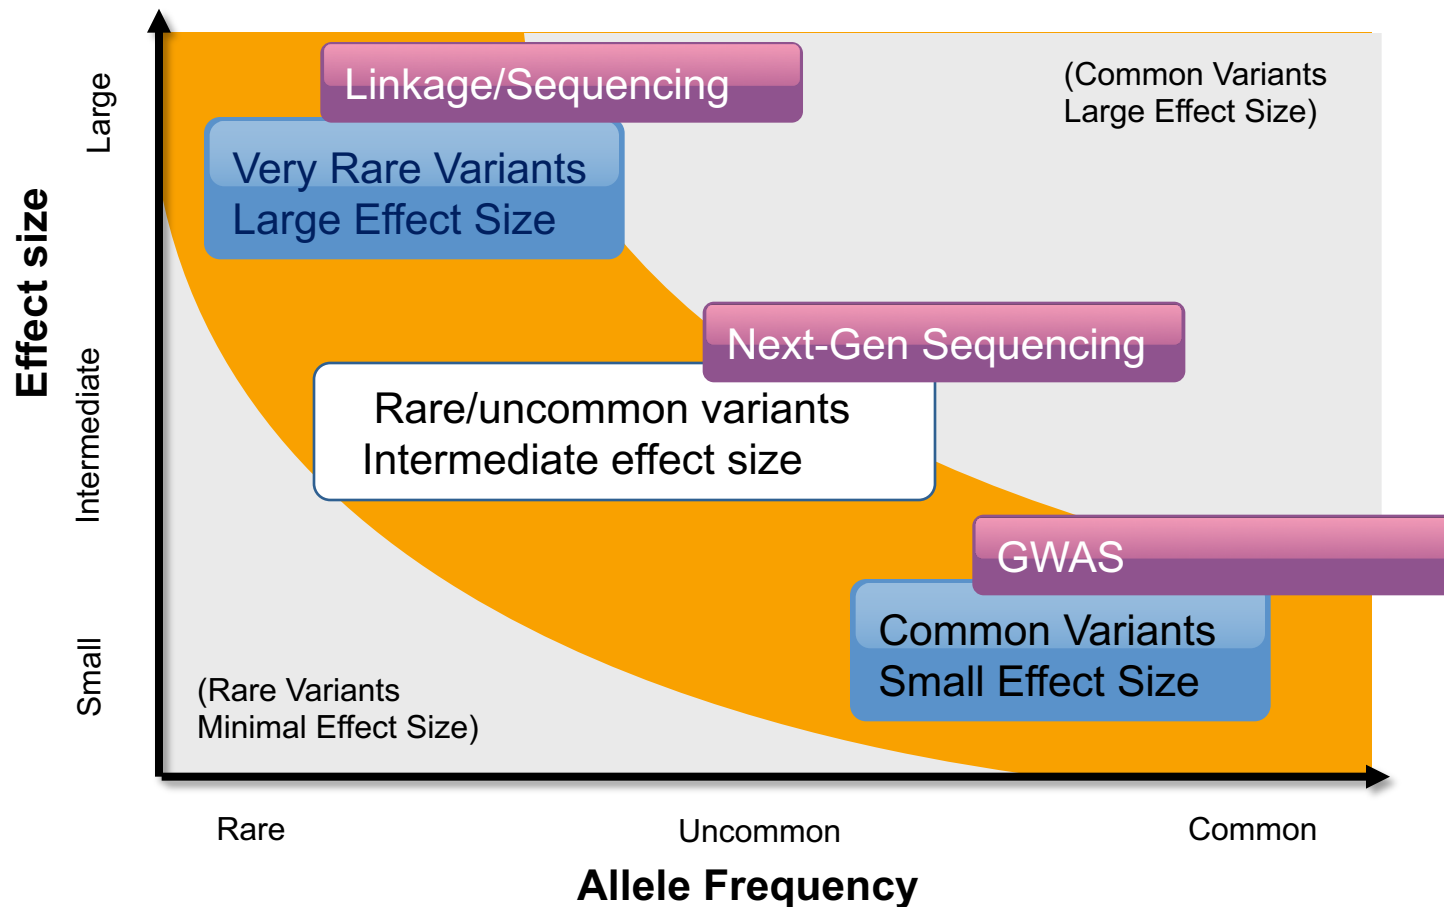 Linkage/Sequencing
(Common Variants
Large Effect Size)
Very Rare Variants
Large Effect Size
Large
Effect size
Intermediate
Small
Next-Gen Sequencing
Rare/uncommon variants
Intermediate effect size
GWAS
Common Variants
Small Effect Size
(Rare Variants
Minimal Effect Size)
Rare
Uncommon
Common
Allele Frequency